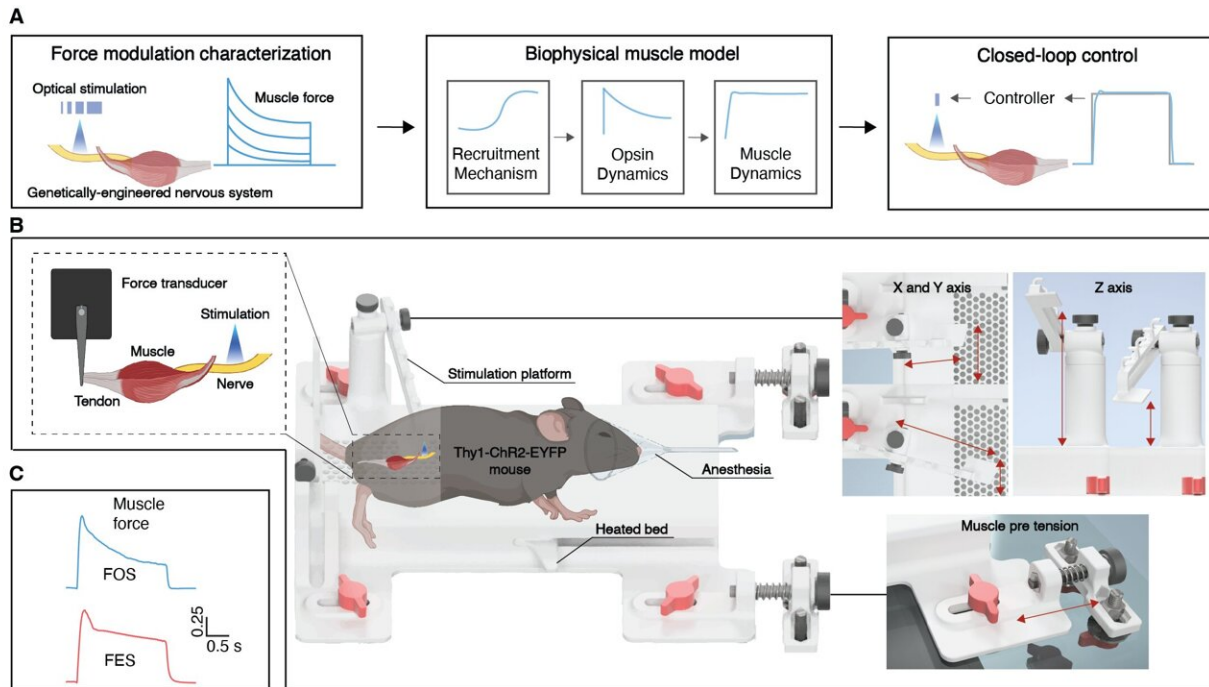 A
Force modulation characterization
Optical stimulation
Muscle force
Genetically-engineered nervous system
Biophysical muscle model
Recruitment
Mechanism
Opsin
Dynamics
Muscle
Dynamics
Closed-loop control
Controller
B
Force transducer
Stimulation
Muscle
Nerve
Tendon
Stimulation platform
Thy1-ChR2-EYFP
mouse
Anesthesia
Heated bed
X and Y axis
Z axis
Muscle pre tension
C
Muscle
force
FOS
FES
0.25
0.5 s